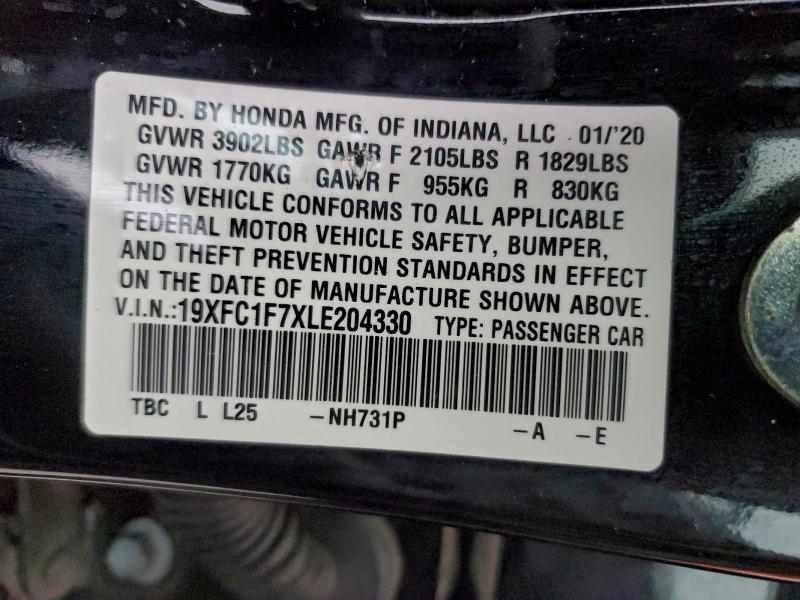 MFD. BY HONDA MFG. OF INDIANA, LLC 01/'20
GVWR 3902LBS GAWR F 2105LBS R 1829LBS
GVWR 1770KG GAWR F 955KG R 830KG
THIS VEHICLE CONFORMS TO ALL APPLICABLE
FEDERAL MOTOR VEHICLE SAFETY, BUMPER,
AND THEFT PREVENTION STANDARDS IN EFFECT
ON THE DATE OF MANUFACTURE SHOWN ABOVE.
V.I.N.:19XFC1F7XLE204330 TYPE: PASSENGER CAR
TBC L L25 -NH731P -A -E